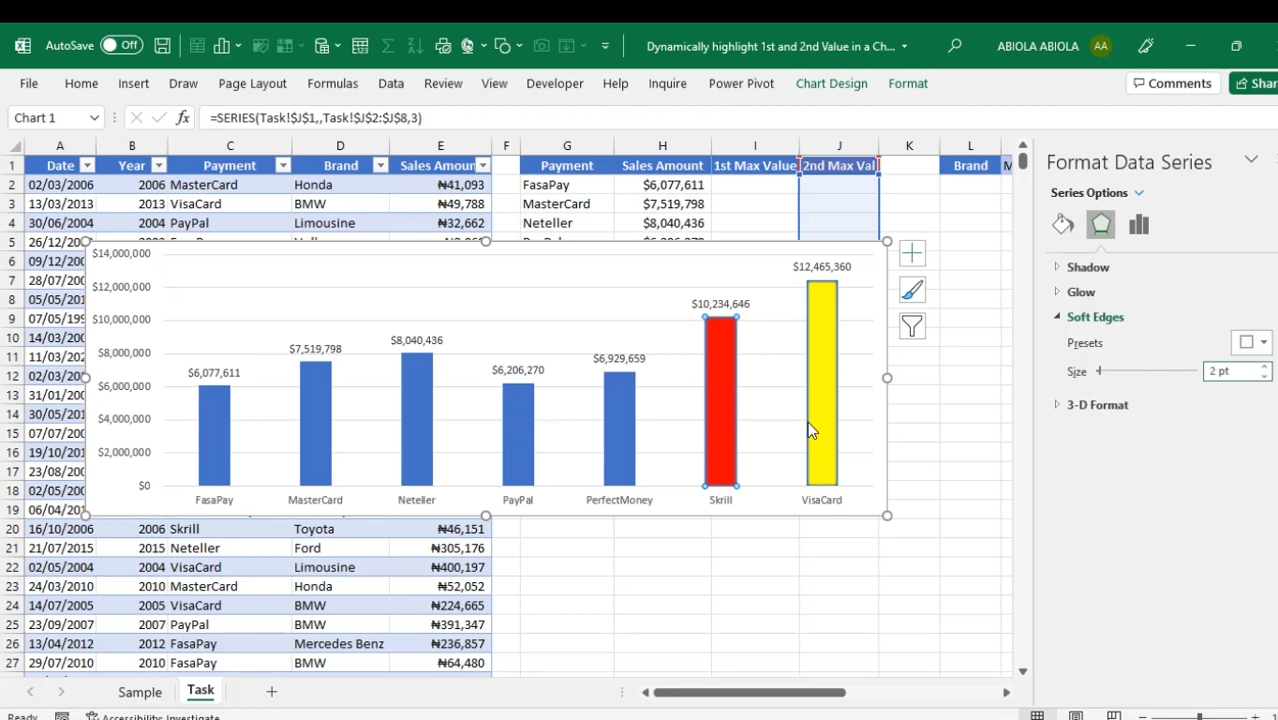 AutoSave Off Dynamically highlight 1st and 2nd Value in a Ch... ABIOLA ABIOLA AA
File Home Insert Draw Page Layout Formulas Data Review View Developer Help Inquire Power Pivot Chart Design Format Comments Shar
Chart 1 fx =SERIES(Task!$J$1,,Task!$J$2:$J$8,3)
A B C D E F G H I J K L
1 Date Year Payment Brand Sales Amoun Payment Sales Amount 1st Max Value 2nd Max Val Brand M
2 02/03/2006 2006 MasterCard Honda ₦41,093 FasaPay $6,077,611
3 13/03/2013 2013 VisaCard BMW ₦49,788 MasterCard $7,519,798
4 30/06/2004 2004 PayPal Limousine ₦32,662 Neteller $8,040,436
5 26/12/200
6 09/12/200
7 28/07/200
8 05/05/201
9 07/05/199
10 14/03/200
11 11/03/202
12 02/03/200
13 31/01/200
14 30/05/201
15 07/07/200
16 19/10/201
17 23/08/200
18 02/05/200
19 06/04/201
$14,000,000
$12,000,000
$10,000,000
$8,000,000
$6,000,000
$4,000,000
$2,000,000
$0
$6,077,611
$7,519,798
$8,040,436
$6,206,270
$6,929,659
$10,234,646
$12,465,360
FasaPay MasterCard Neteller PayPal PerfectMoney Skrill VisaCard
20 16/10/2006 2006 Skrill Toyota ₦46,151
21 21/07/2015 2015 Neteller Ford ₦305,176
22 02/05/2004 2004 VisaCard Limousine ₦400,197
23 24/03/2010 2010 MasterCard Honda ₦52,052
24 14/07/2005 2005 VisaCard BMW ₦224,665
25 23/09/2007 2007 PayPal BMW ₦391,347
26 13/04/2012 2012 FasaPay Mercedes Benz ₦236,857
27 29/07/2010 2010 FasaPay BMW ₦64,480
Sample Task
Ready Accessibility: Investigate
Format Data Series
Series Options
Shadow
Glow
Soft Edges
Presets
Size 2 pt
3-D Format